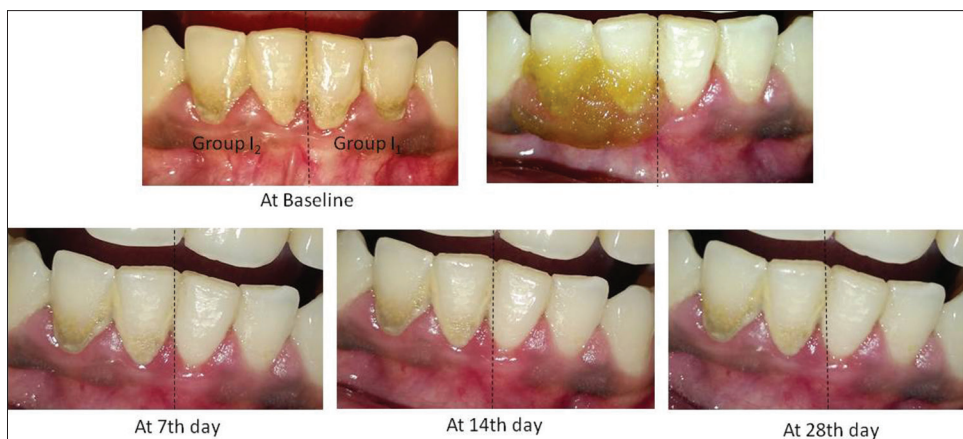 Group I₂ Group I₁
At Baseline
At 7th day At 14th day At 28th day